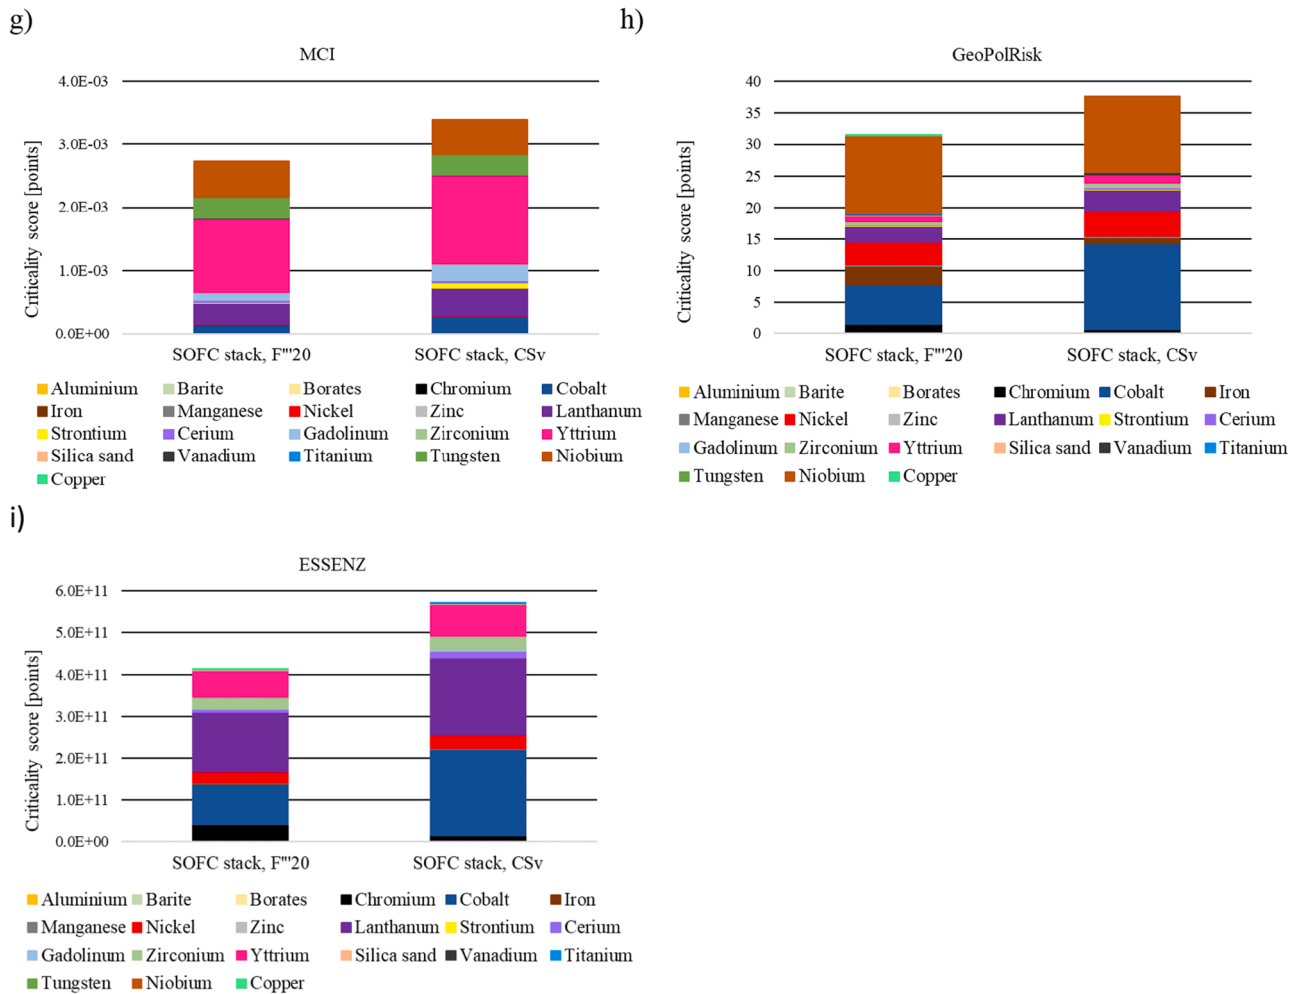 g)
MCI
Criticality score [points]
4.0E-03
3.0E-03
2.0E-03
1.0E-03
0.0E+00
SOFC stack, F"'20 SOFC stack, CSv
Aluminium Barite Borates Chromium Cobalt
Iron Manganese Nickel Zinc Lanthanum
Strontium Cerium Gadolinum Zirconium Yttrium
Silica sand Vanadium Titanium Tungsten Niobium
Copper
h)
GeoPolRisk
Criticality score [points]
40
35
30
25
20
15
10
5
0
SOFC stack, F"'20 SOFC stack, CSv
Aluminium Barite Borates Chromium Cobalt Iron
Manganese Nickel Zinc Lanthanum Strontium Cerium
Gadolinum Zirconium Yttrium Silica sand Vanadium Titanium
Tungsten Niobium Copper
i)
ESSENZ
Criticality score [points]
6.0E+11
5.0E+11
4.0E+11
3.0E+11
2.0E+11
1.0E+11
0.0E+00
SOFC stack, F"'20 SOFC stack, CSv
Aluminium Barite Borates Chromium Cobalt Iron
Manganese Nickel Zinc Lanthanum Strontium Cerium
Gadolinum Zirconium Yttrium Silica sand Vanadium Titanium
Tungsten Niobium Copper